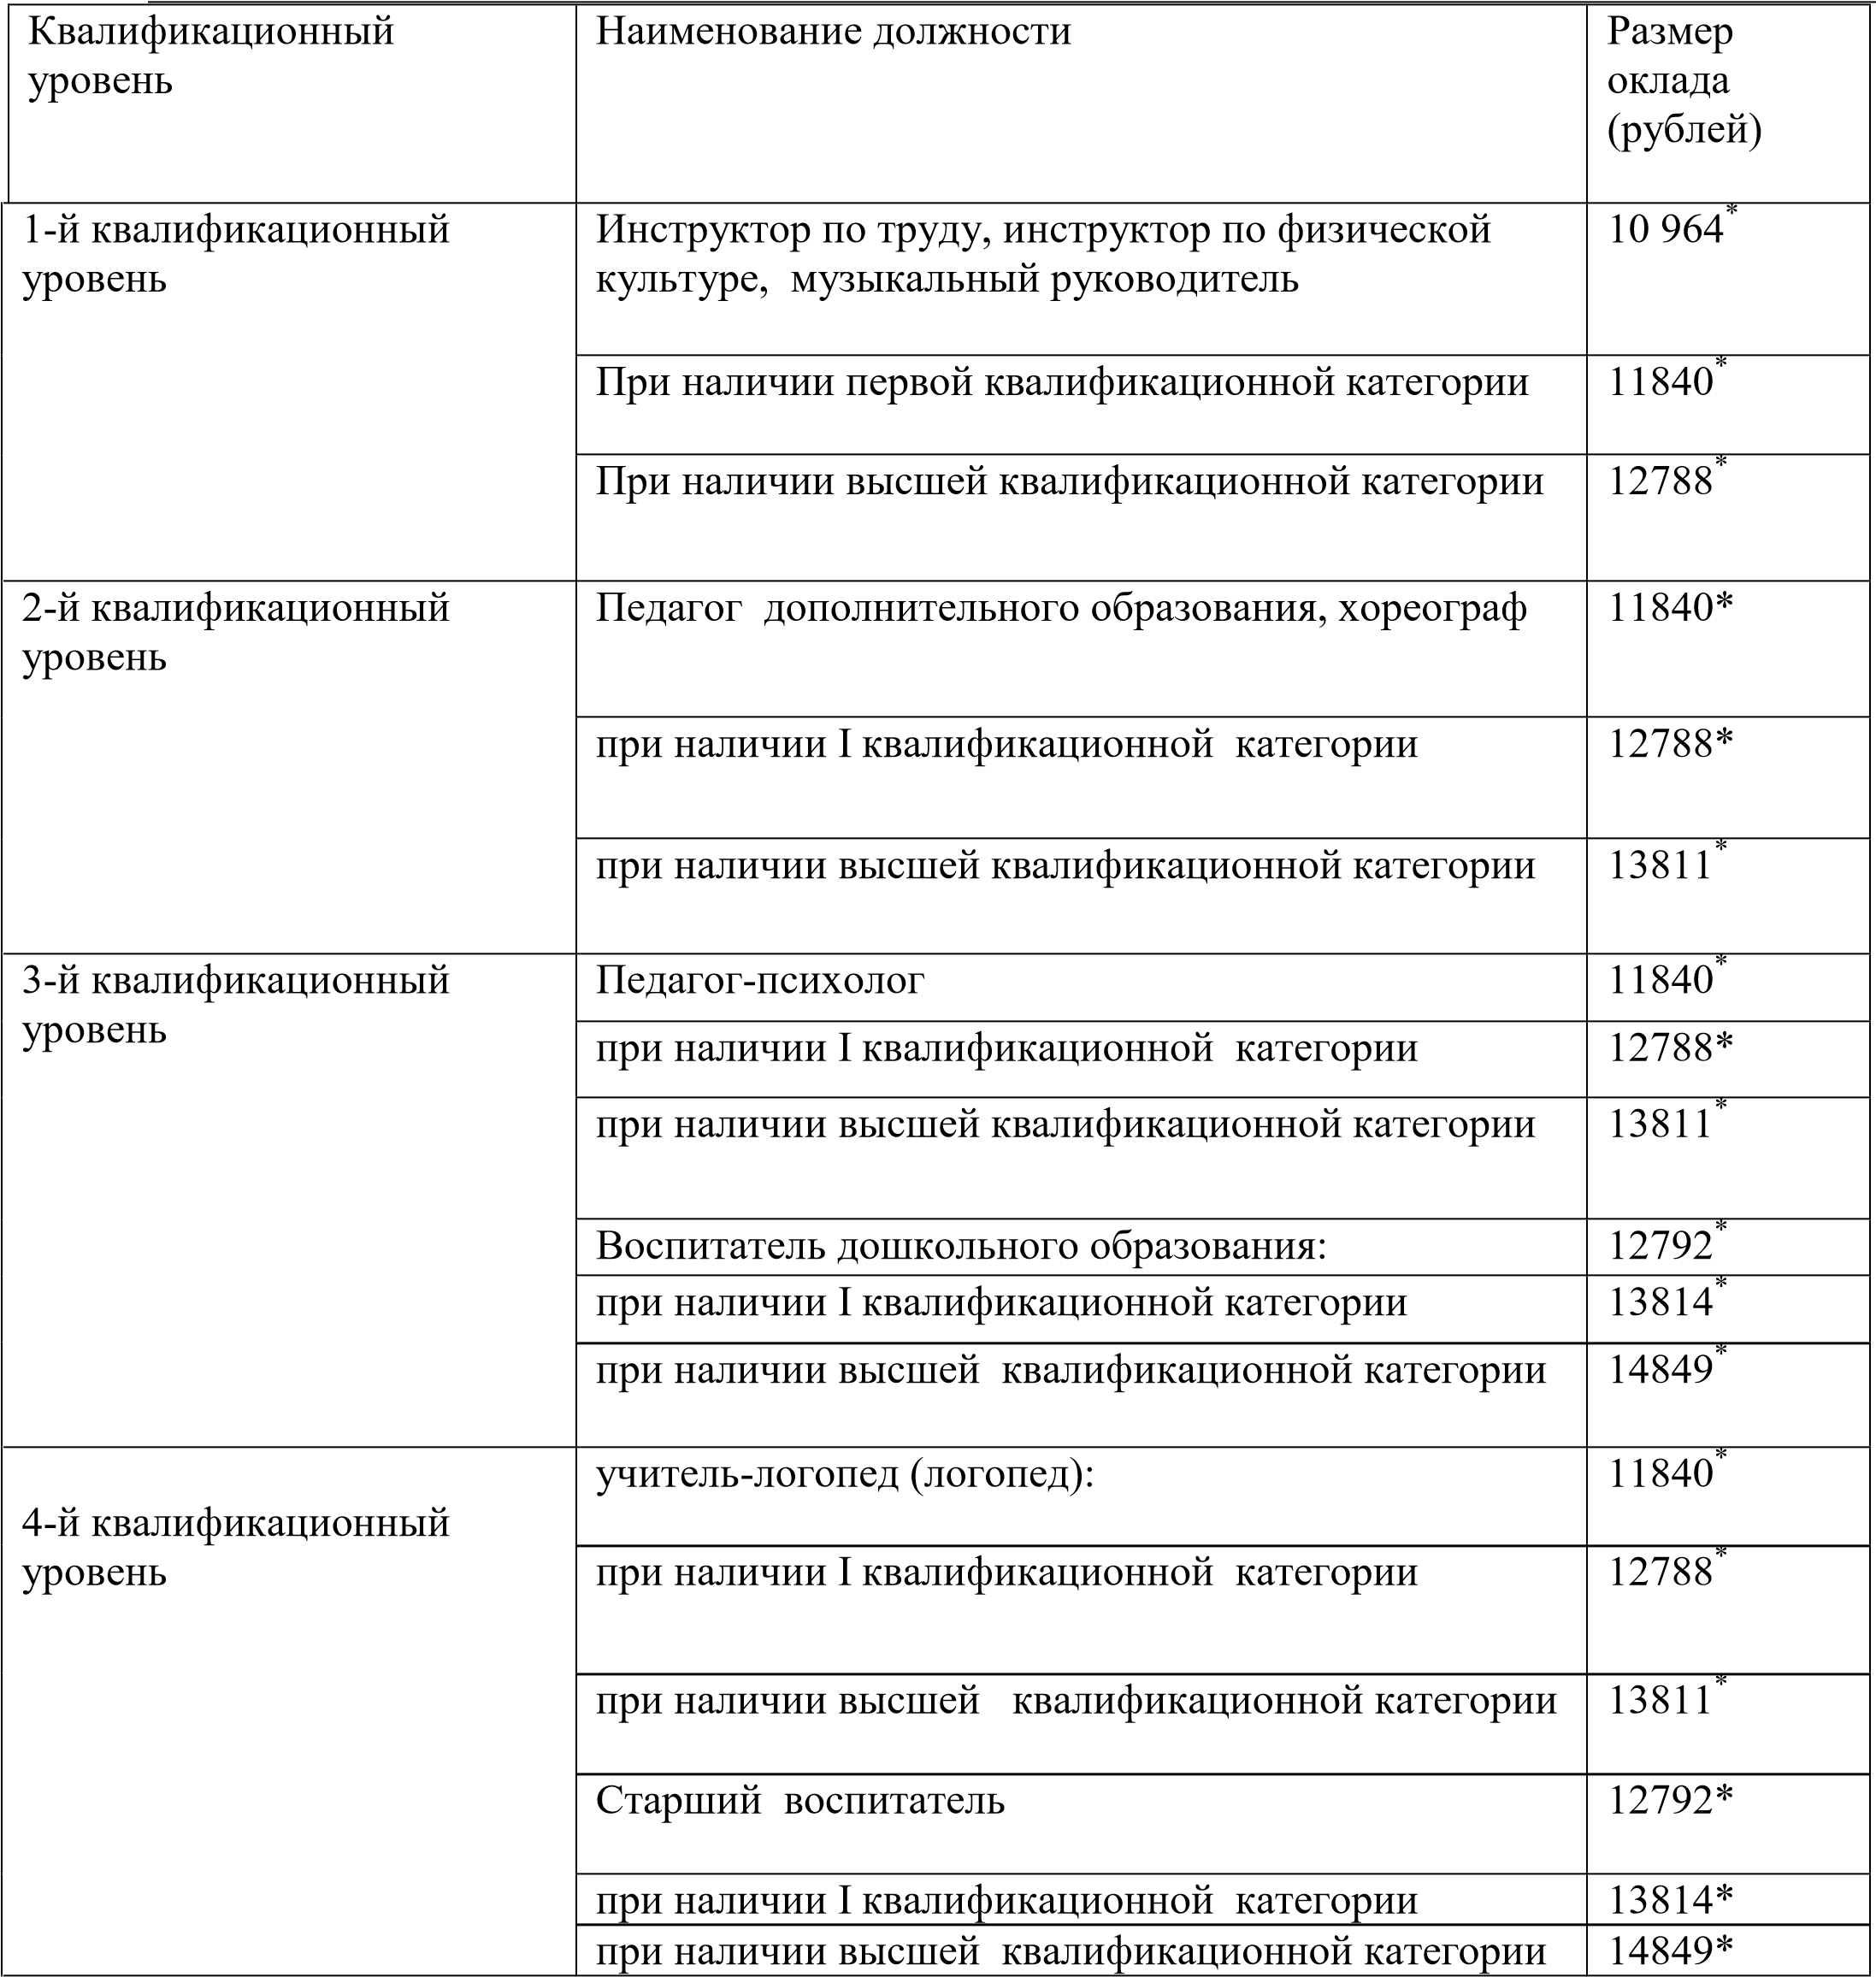 Квалификационный
уровень
Наименование должности
Размер
оклада
(рублей)
1-й квалификационный
уровень
Инструктор по труду, инструктор по физической
культуре,  музыкальный руководитель
10 964*
При наличии первой квалификационной категории
11840*
При наличии высшей квалификационной категории
12788*
2-й квалификационный
уровень
Педагог  дополнительного образования, хореограф
11840*
при наличии I квалификационной  категории
12788*
при наличии высшей квалификационной категории
13811*
3-й квалификационный
уровень
Педагог-психолог
11840*
при наличии I квалификационной  категории
12788*
при наличии высшей квалификационной категории
13811*
Воспитатель дошкольного образования:
12792*
при наличии I квалификационной категории
13814*
при наличии высшей  квалификационной категории
14849*
4-й квалификационный
уровень
учитель-логопед (логопед):
11840*
при наличии I квалификационной  категории
12788*
при наличии высшей   квалификационной категории
13811*
Старший  воспитатель
12792*
при наличии I квалификационной  категории
13814*
при наличии высшей  квалификационной категории
14849*